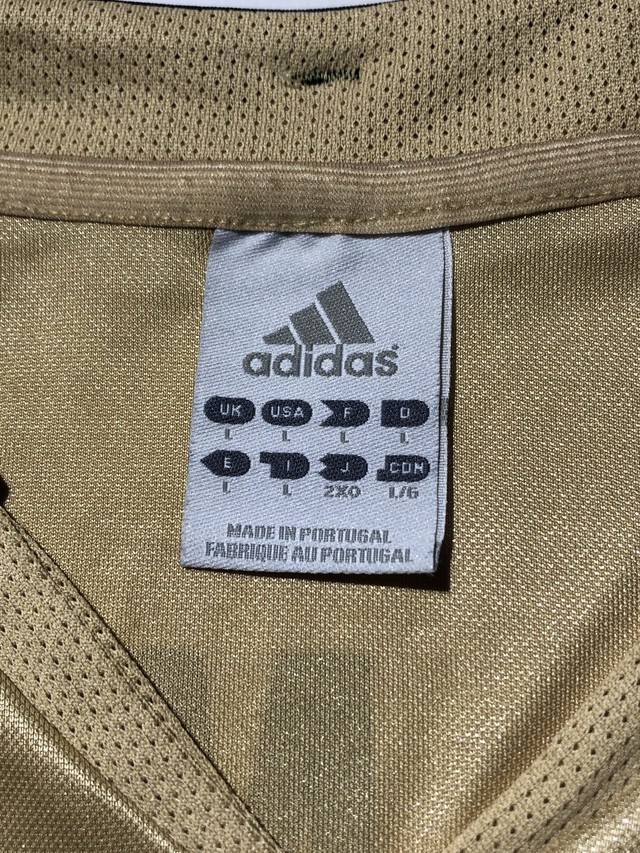 adidas
UK USA F D
L L L L
E I J CDN
L L 2XO L/G
MADE IN PORTUGAL
FABRIQUE AU PORTUGAL